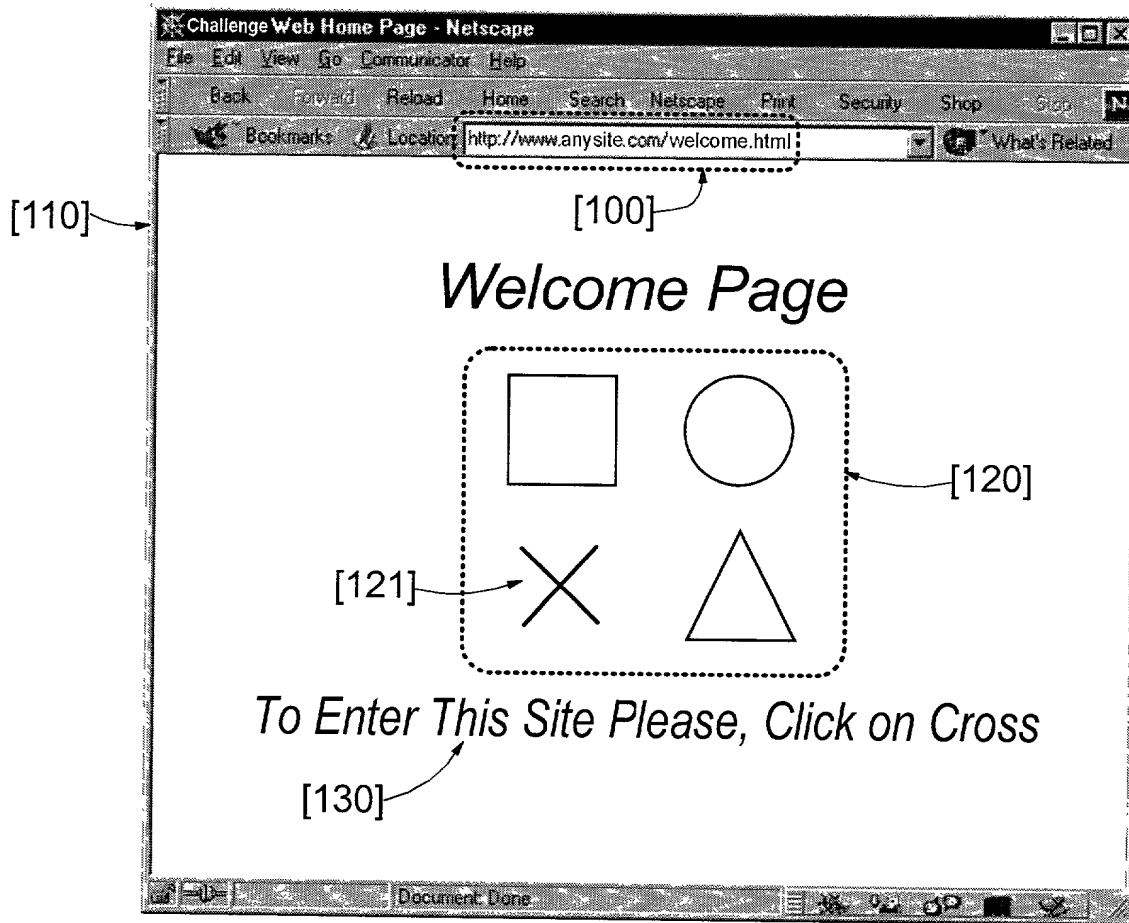 Challenge Web Home Page - Netscape
File Edit View Go Communicator Help
Back Forward Reload Home Search Netscape Print Security Shop Stop N
Bookmarks Location: http://www.anysite.com/welcome.html What's Related
[110]
[100]
Welcome Page
[120]
[121]
To Enter This Site Please, Click on Cross
[130]
Document: Done